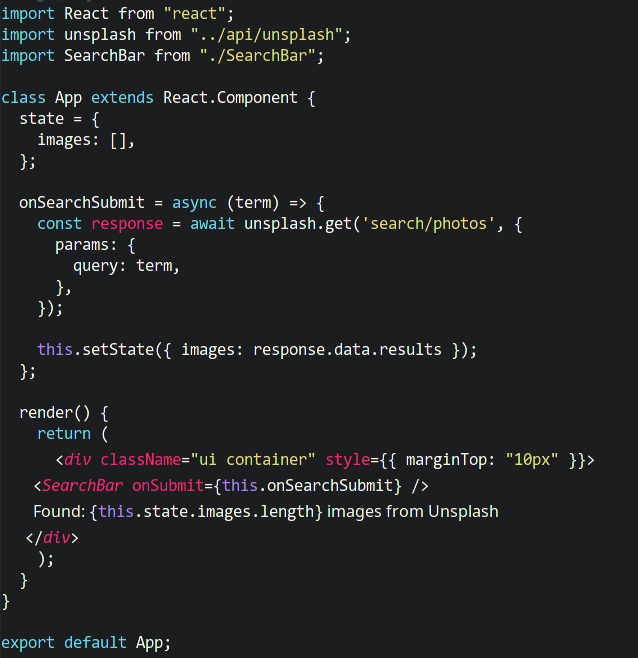 import React from "react";
import unsplash from "../api/unsplash";
import SearchBar from "./SearchBar";

class App extends React.Component {
  state = {
    images: [],
  };

  onSearchSubmit = async (term) => {
    const response = await unsplash.get('search/photos', {
      params: {
        query: term,
      },
    });

    this.setState({ images: response.data.results });
  };

  render() {
    return (
      <div className="ui container" style={{ marginTop: "10px" }}>
    <SearchBar onSubmit={this.onSearchSubmit} />
    Found: {this.state.images.length} images from Unsplash
   </div>
    );
  }
}

export default App;